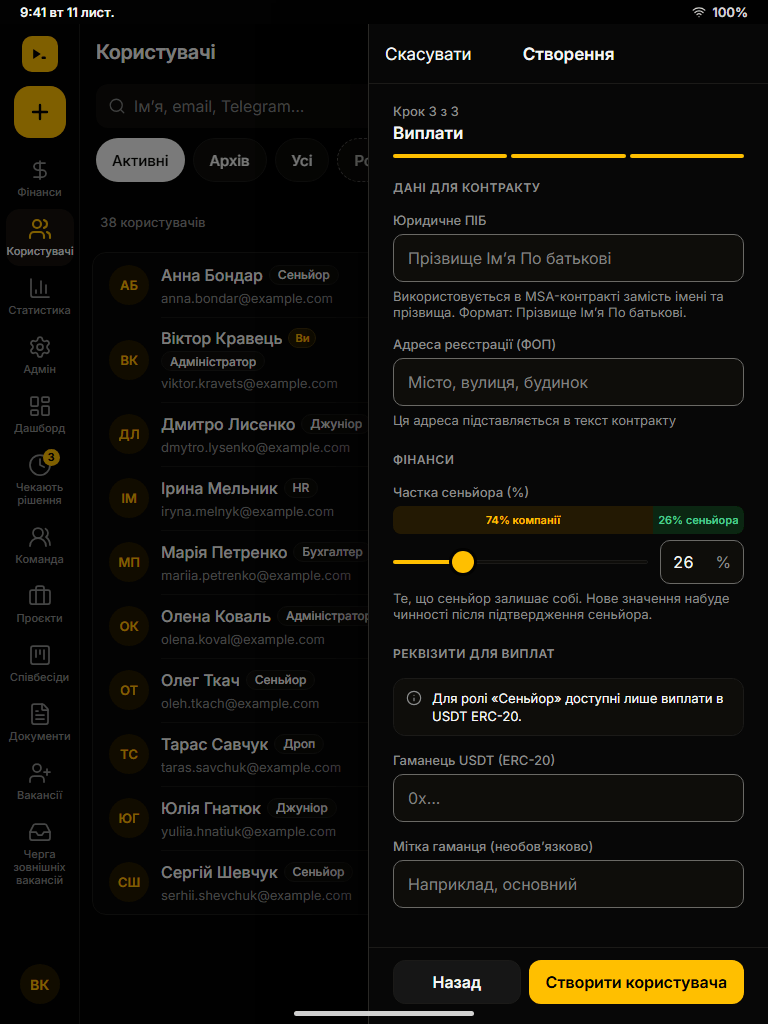 9:41 вт 11 лист.
100%
Фінанси
Користувачі
Статистика
Адмін
Дашборд
3
Чекають
рішення
Команда
Проєкти
Співбесіди
Документи
Вакансії
Черга
зовнішніх
вакансій
ВК
Користувачі
Ім’я, email, Telegram...
Активні
Архів
Усі
38 користувачів
АБ
Анна Бондар Сеньйор
anna.bondar@example.com
ВК
Віктор Кравець Ви
Адміністратор
viktor.kravets@example.com
ДЛ
Дмитро Лисенко Джуніор
dmytro.lysenko@example.com
ІМ
Ірина Мельник HR
iryna.melnyk@example.com
МП
Марія Петренко Бухгалтер
mariia.petrenko@example.com
ОК
Олена Коваль Адміністратор
olena.koval@example.com
ОТ
Олег Ткач Сеньйор
oleh.tkach@example.com
ТС
Тарас Савчук Дроп
taras.savchuk@example.com
ЮГ
Юлія Гнатюк Джуніор
yuliia.hnatiuk@example.com
СШ
Сергій Шевчук Сеньйор
serhii.shevchuk@example.com
Скасувати
Створення
Крок 3 з 3
Виплати
ДАНІ ДЛЯ КОНТРАКТУ
Юридичне ПІБ
Прізвище Ім’я По батькові
Використовується в MSA-контракті замість імені та
прізвища. Формат: Прізвище Ім’я По батькові.
Адреса реєстрації (ФОП)
Місто, вулиця, будинок
Ця адреса підставляється в текст контракту
ФІНАНСИ
Частка сеньйора (%)
74% компанії
26% сеньйора
26 %
Те, що сеньйор залишає собі. Нове значення набуде
чинності після підтвердження сеньйора.
РЕКВІЗИТИ ДЛЯ ВИПЛАТ
Для ролі «Сеньйор» доступні лише виплати в
USDT ERC-20.
Гаманець USDT (ERC-20)
0x...
Мітка гаманця (необов’язково)
Наприклад, основний
Назад
Створити користувача